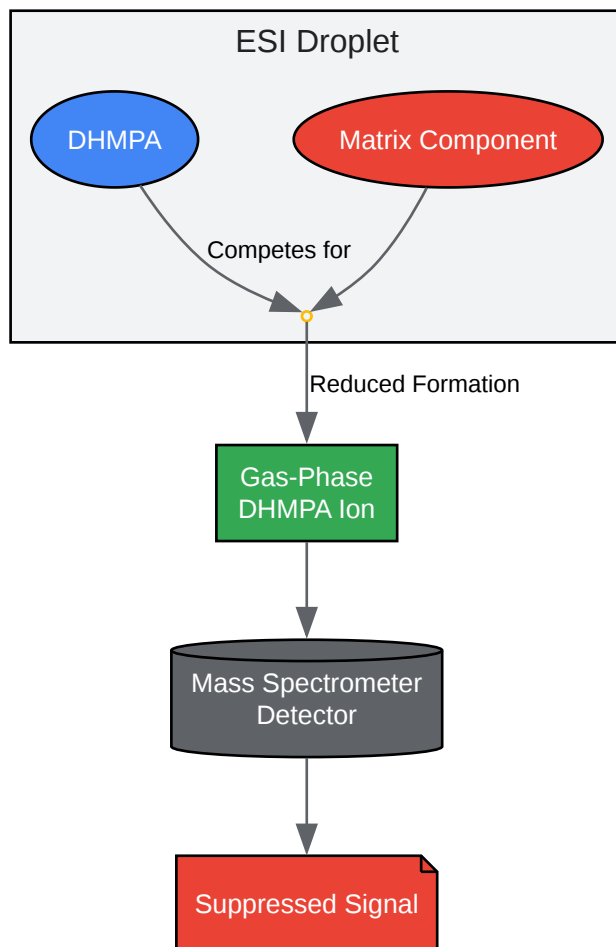 ESI Droplet
DHMPA
Matrix Component
Competes for
Reduced Formation
Gas-Phase
DHMPA Ion
Mass Spectrometer
Detector
Suppressed Signal